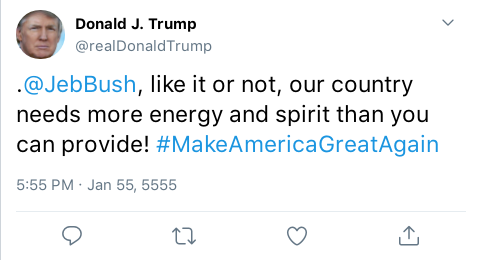 Donald J. Trump
@realDonaldTrump
.@JebBush, like it or not, our country
needs more energy and spirit than you
can provide! #MakeAmericaGreatAgain
5:55 PM · Jan 55, 5555